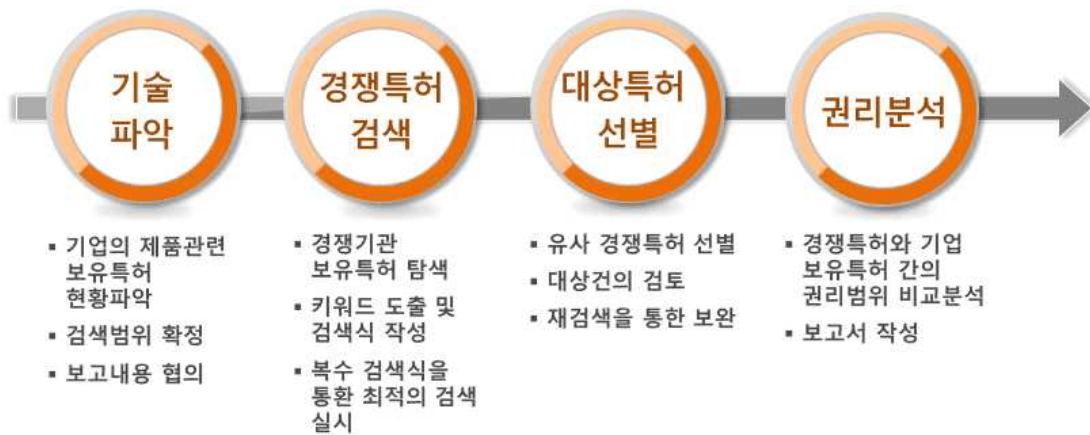 기술
파악
경쟁특허
검색
대상특허
선별
권리분석
▪ 기업의 제품관련
보유특허
현황파악
▪ 검색범위 확정
▪ 보고내용 협의
▪ 경쟁기관
보유특허 탐색
▪ 키워드 도출 및
검색식 작성
▪ 복수 검색식을
통환 최적의 검색
실시
▪ 유사 경쟁특허 선별
▪ 대상건의 검토
▪ 재검색을 통한 보완
▪ 경쟁특허와 기업
보유특허 간의
권리범위 비교분석
▪ 보고서 작성